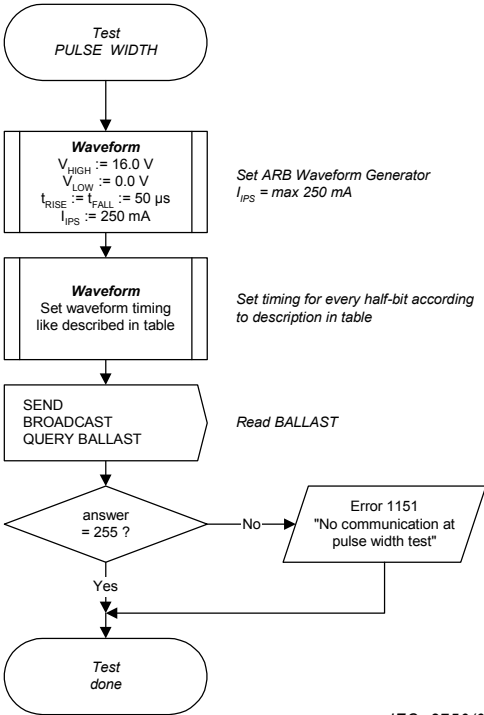 Test
PULSE WIDTH
Waveform
V_HIGH := 16.0 V
V_LOW := 0.0 V
t_RISE := t_FALL := 50 µs
I_IPS := 250 mA
Set ARB Waveform Generator
I_IPS = max 250 mA
Waveform
Set waveform timing
like described in table
Set timing for every half-bit according
to description in table
SEND
BROADCAST
QUERY BALLAST
Read BALLAST
answer
= 255 ?
No
Error 1151
"No communication at
pulse width test"
Yes
Test
done